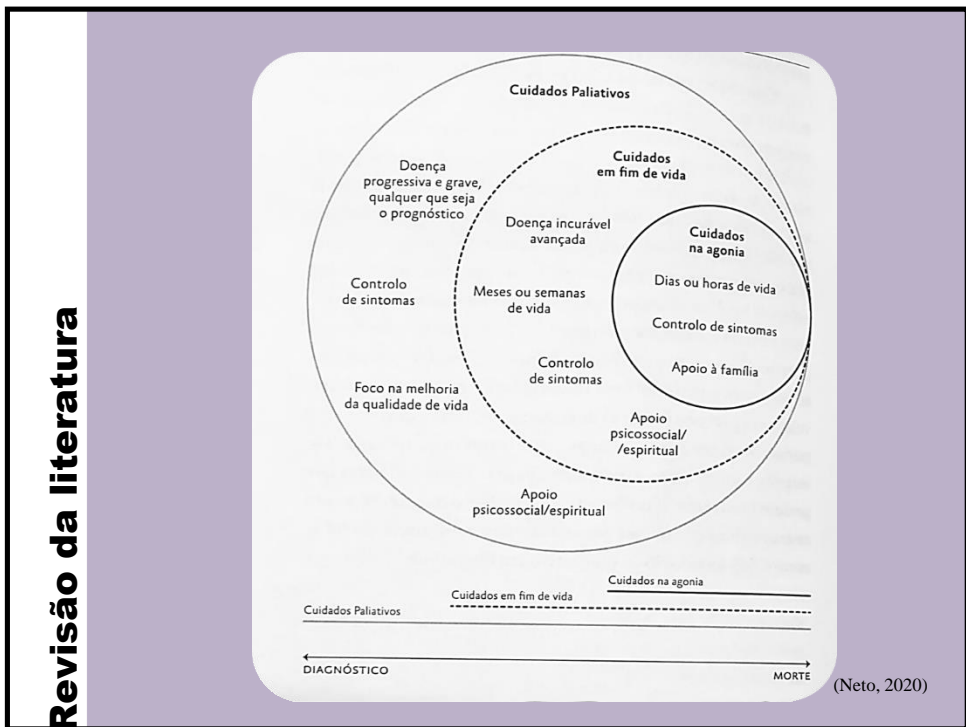 Revisão da literatura
Cuidados Paliativos
Doença
progressiva e grave,
qualquer que seja
o prognóstico
Controlo
de sintomas
Foco na melhoria
da qualidade de vida
Apoio
psicossocial/espiritual
Cuidados
em fim de vida
Doença incurável
avançada
Meses ou semanas
de vida
Controlo
de sintomas
Apoio
psicossocial/
/espiritual
Cuidados
na agonia
Dias ou horas de vida
Controlo de sintomas
Apoio à família
Cuidados na agonia
Cuidados em fim de vida
Cuidados Paliativos
DIAGNÓSTICO
MORTE
(Neto, 2020)